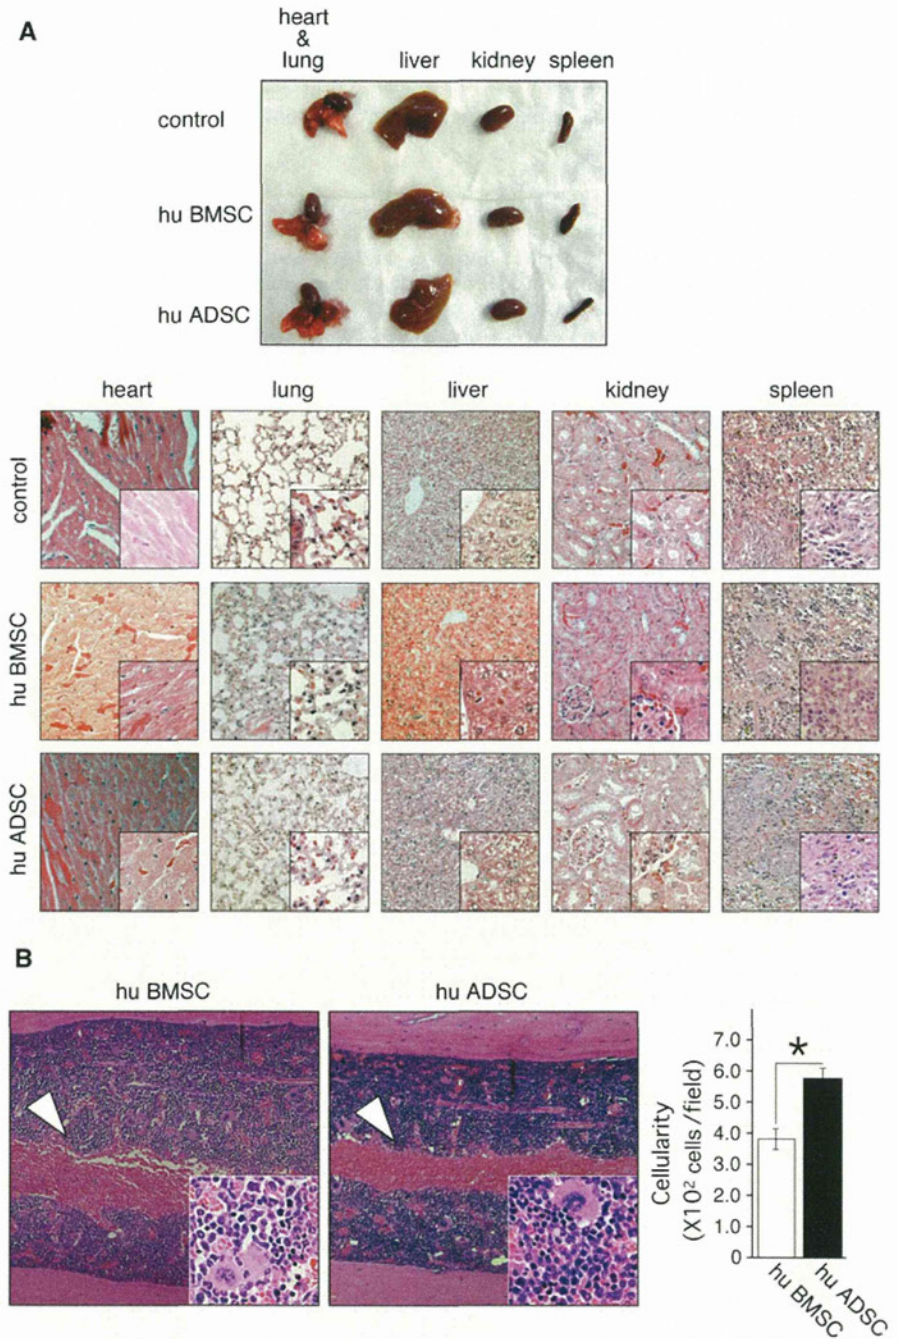 A
heart
&
lung
liver
kidney
spleen
control
hu BMSC
hu ADSC
heart
lung
liver
kidney
spleen
control
hu BMSC
hu ADSC
B
hu BMSC
hu ADSC
Cellularity
(X10² cells/field)
7.0
6.0
5.0
4.0
3.0
2.0
1.0
0
*
hu BMSC
hu ADSC